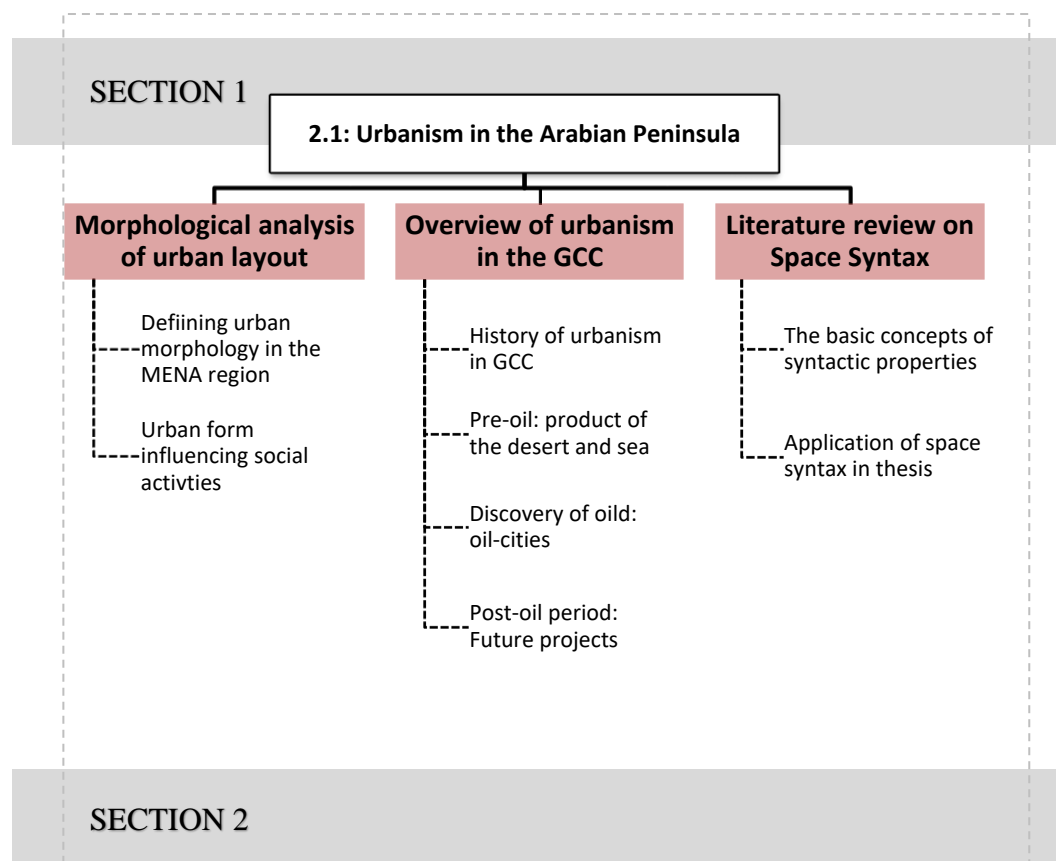 SECTION 1
2.1: Urbanism in the Arabian Peninsula
Morphological analysis
of urban layout
Defiining urban
morphology in the
MENA region
Urban form
influencing social
activties
Overview of urbanism
in the GCC
History of urbanism
in GCC
Pre-oil: product of
the desert and sea
Discovery of oild:
oil-cities
Post-oil period:
Future projects
Literature review on
Space Syntax
The basic concepts of
syntactic properties
Application of space
syntax in thesis
SECTION 2